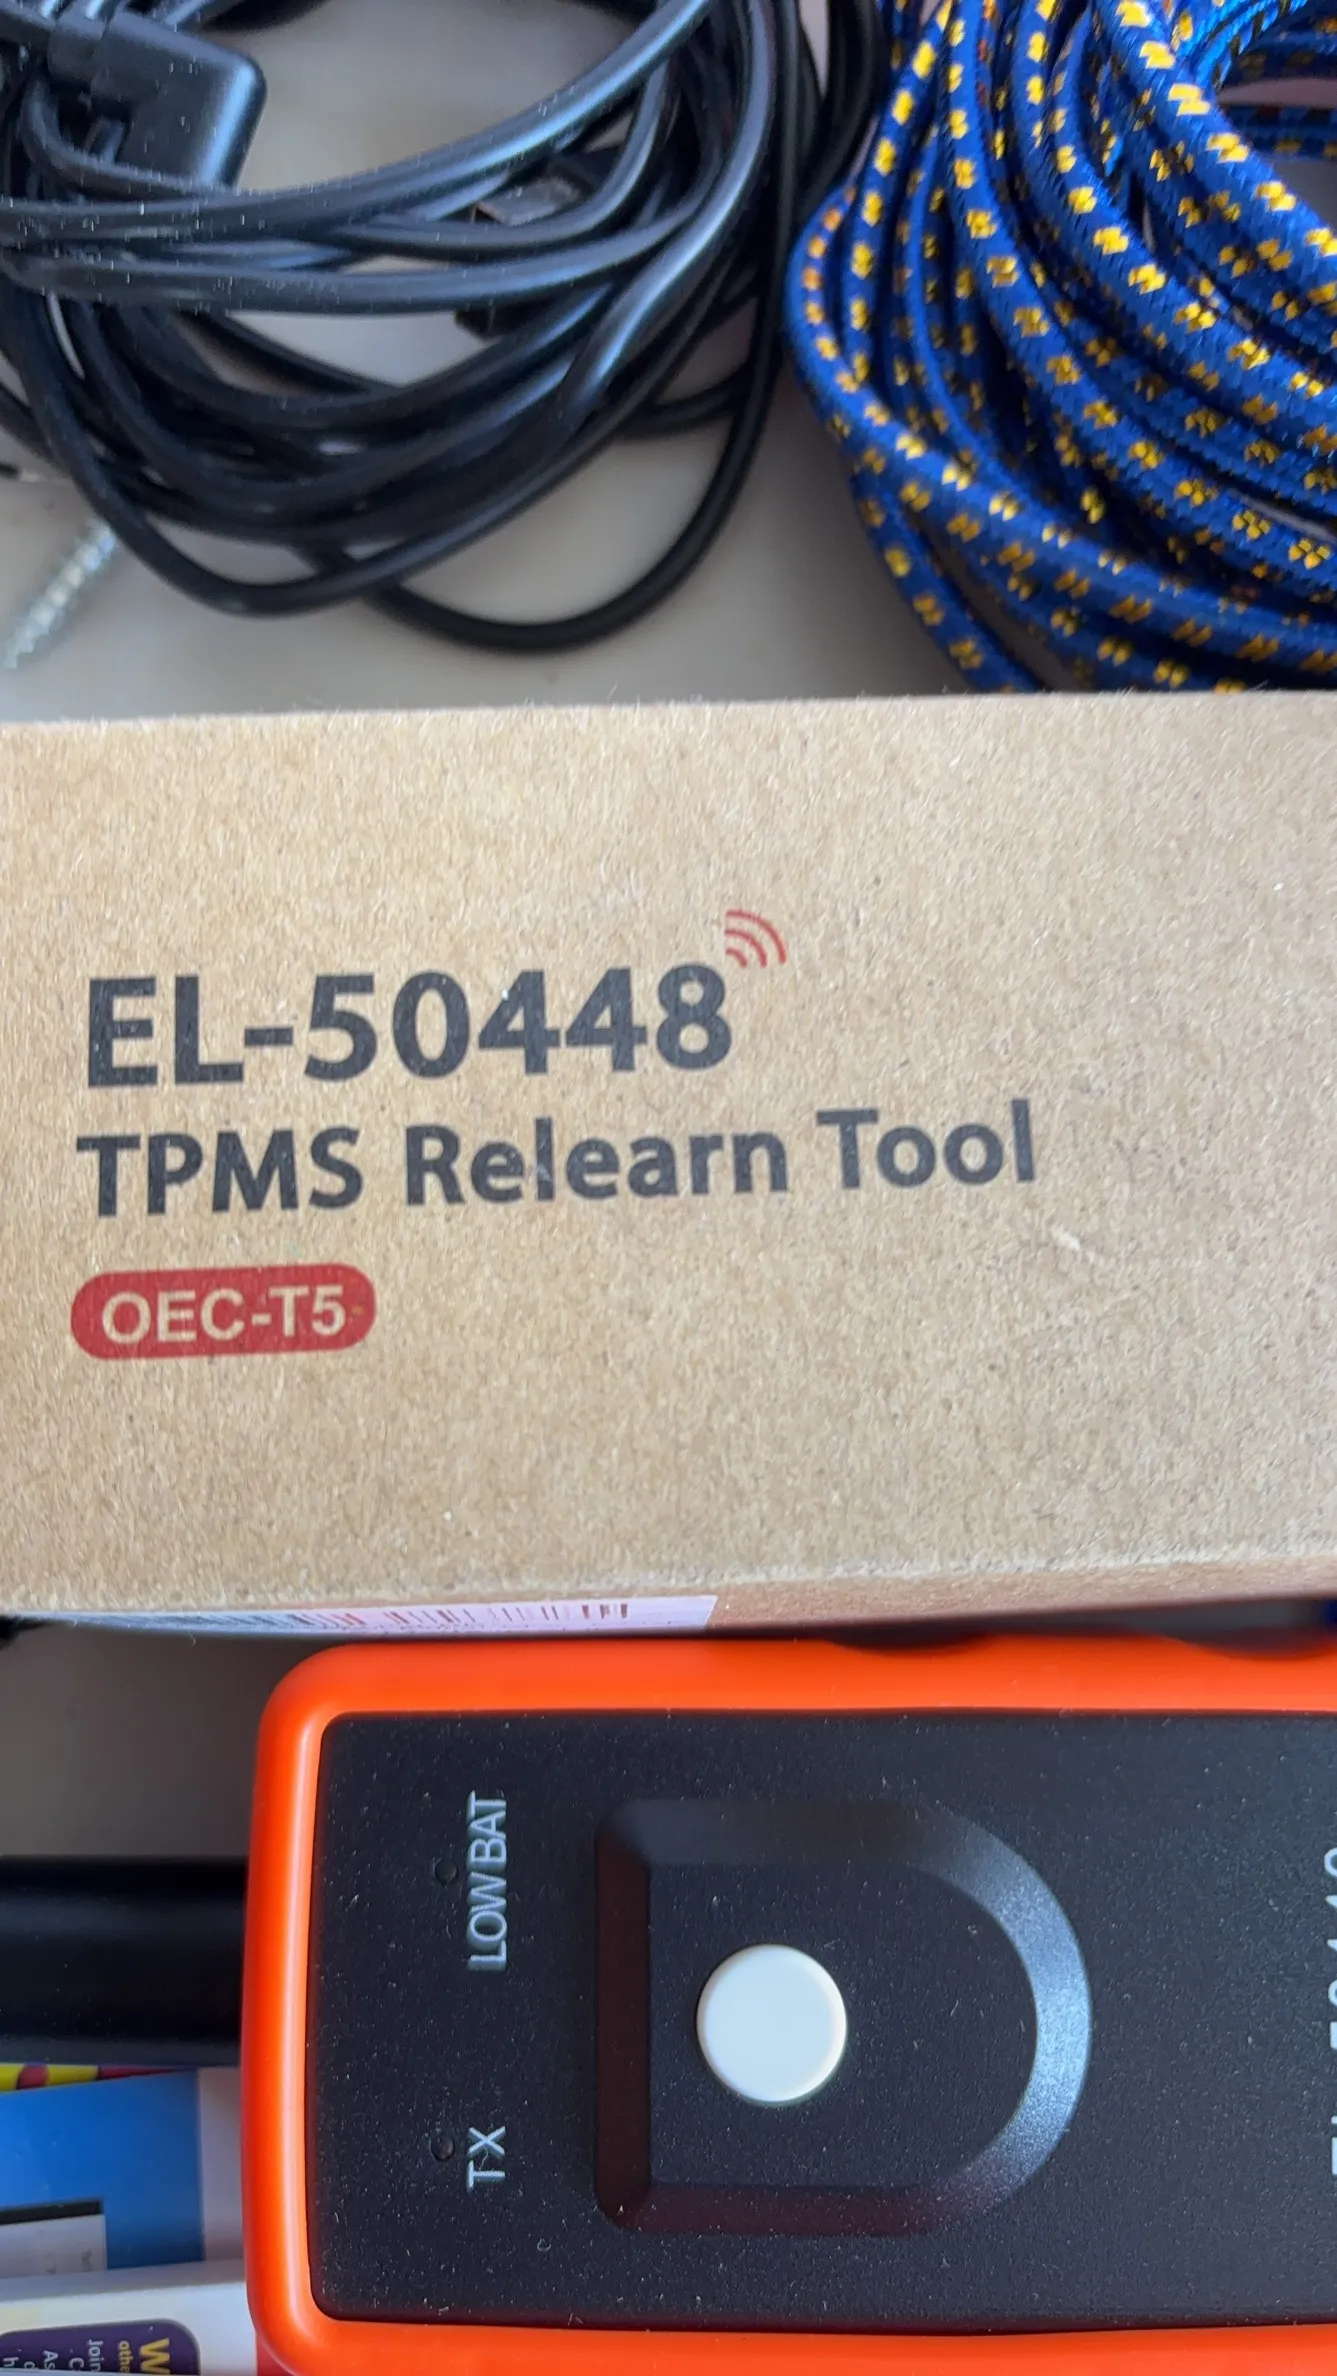 EL-50448
TPMS Relearn Tool
OEC-T5
LOW BAT
TX